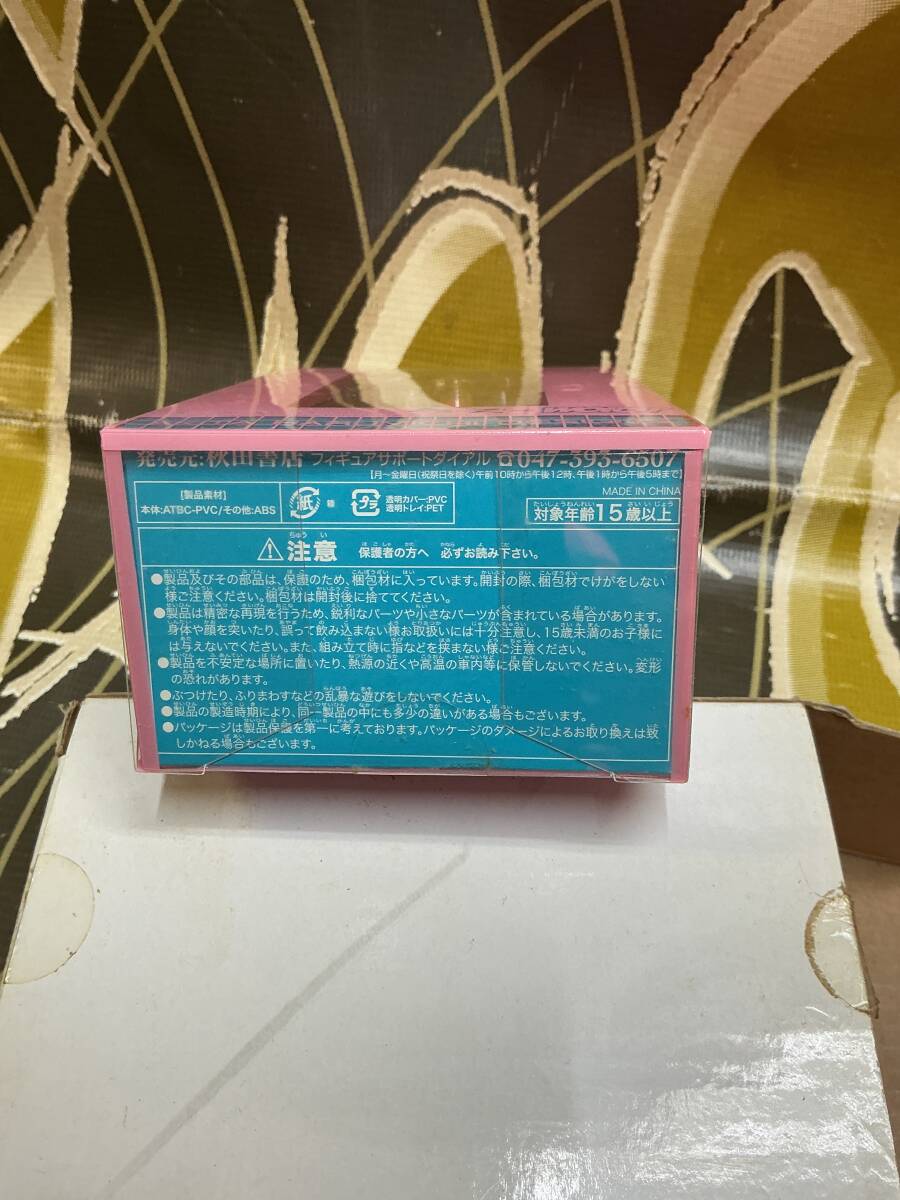 発売元:秋田書店 フィギュアサポートダイアル ☎047-393-6307
【月〜金曜日(祝祭日を除く)午前10時から午後12時、午後1時から午後5時まで】
[製品素材]
本体:ATBC-PVC/その他:ABS
紙
プラ
透明カバー:PVC
透明トレイ:PET
MADE IN CHINA
対象年齢15歳以上
注意 保護者の方へ 必ずお読み下さい。
●製品及びその部品は、保護のため、梱包材に入っています。開封の際、梱包材でけがをしない
様ご注意ください。梱包材は開封後に捨ててください。
●製品は精密な再現を行うため、鋭利なパーツや小さなパーツが含まれている場合があります。
身体や顔を突いたり、誤って飲み込まない様お取扱いには十分注意し、15歳未満のお子様に
は与えないでください。また、組み立て時に指などを挟まない様ご注意ください。
●製品を不安定な場所に置いたり、熱源の近くや高温の車内等に保管しないでください。変形
の恐れがあります。
●ぶつけたり、ふりまわすなどの乱暴な遊びをしないでください。
●製品の製造時期により、同一製品の中にも多少の違いがある場合もございます。
●パッケージは製品保護を第一に考えております。パッケージのダメージによるお取り換えは致
しかねる場合もございます。